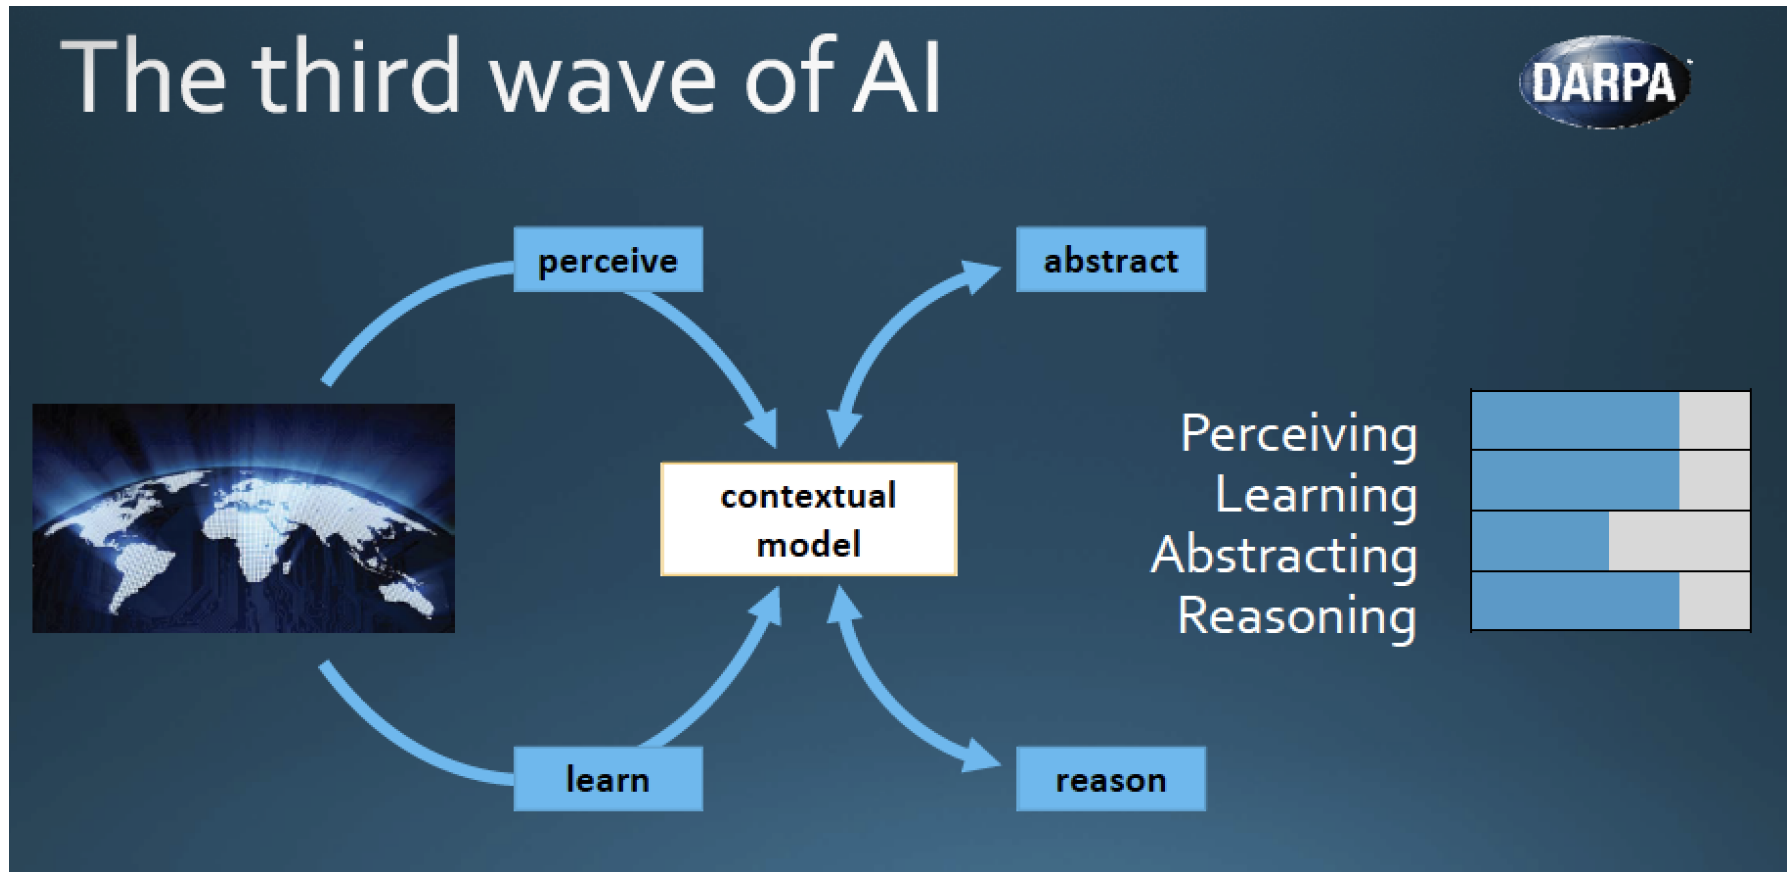 The third wave of AI
DARPA
perceive
abstract
contextual
model
learn
reason
Perceiving
Learning
Abstracting
Reasoning